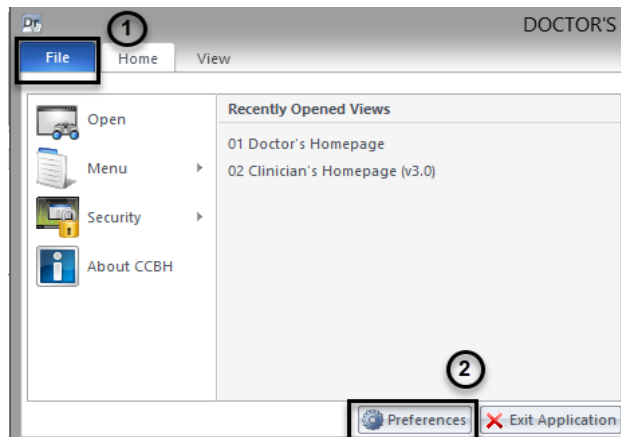 Dr
DOCTOR'S
1
File Home View
Open
Menu
Security
About CCBH
Recently Opened Views
01 Doctor's Homepage
02 Clinician's Homepage (v3.0)
2
Preferences Exit Application